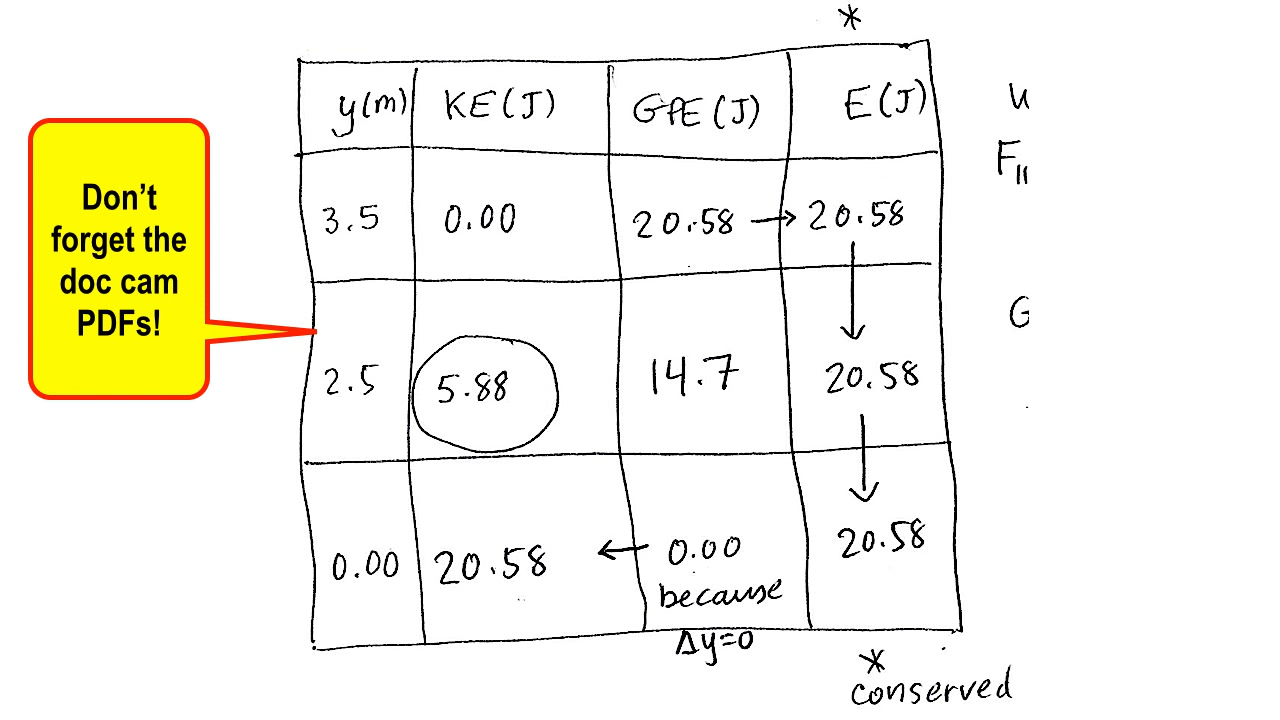 *
y(m) KE(J) GPE(J) E(J)
3.5 0.00 20.58 → 20.58
2.5 5.88 14.7 20.58
0.00 20.58 ← 0.00 20.58
because
Δy=0
*
conserved
Don't
forget the
doc cam
PDFs!
u
F||
G